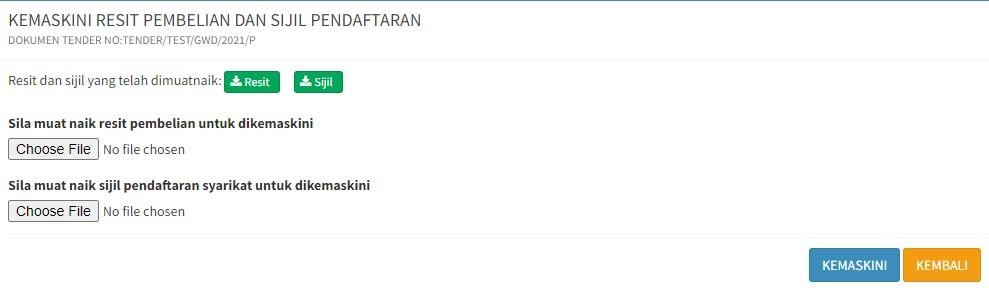 KEMASKINI RESIT PEMBELIAN DAN SIJIL PENDAFTARAN
DOKUMEN TENDER NO:TENDER/TEST/GWD/2021/P
Resit dan sijil yang telah dimuatnaik: Resit Sijil
Sila muat naik resit pembelian untuk dikemaskini
Choose File No file chosen
Sila muat naik sijil pendaftaran syarikat untuk dikemaskini
Choose File No file chosen
KEMASKINI KEMBALI